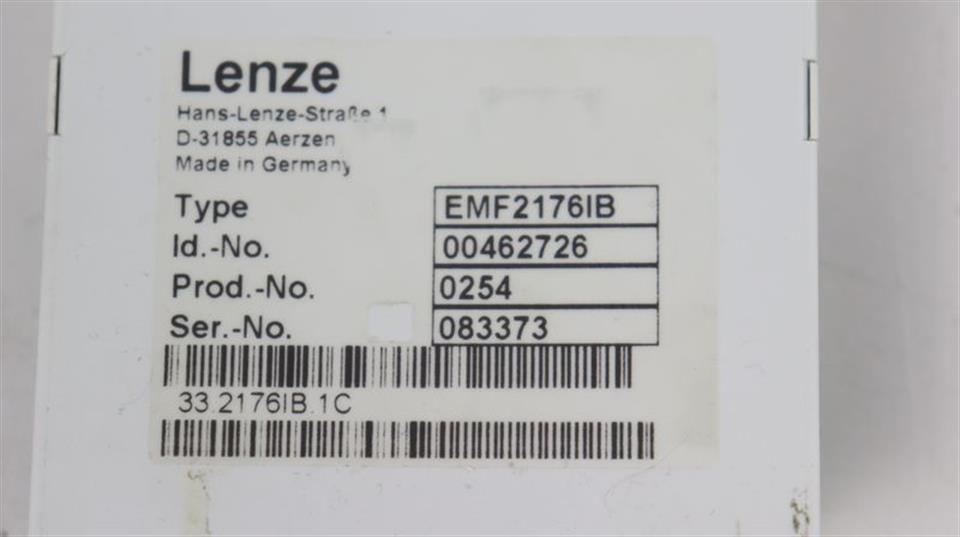 Lenze
Hans-Lenze-Straße 1
D-31855 Aerzen
Made in Germany
Type EMF2176IB
Id.-No. 00462726
Prod.-No. 0254
Ser.-No. 083373
33.2176IB.1C